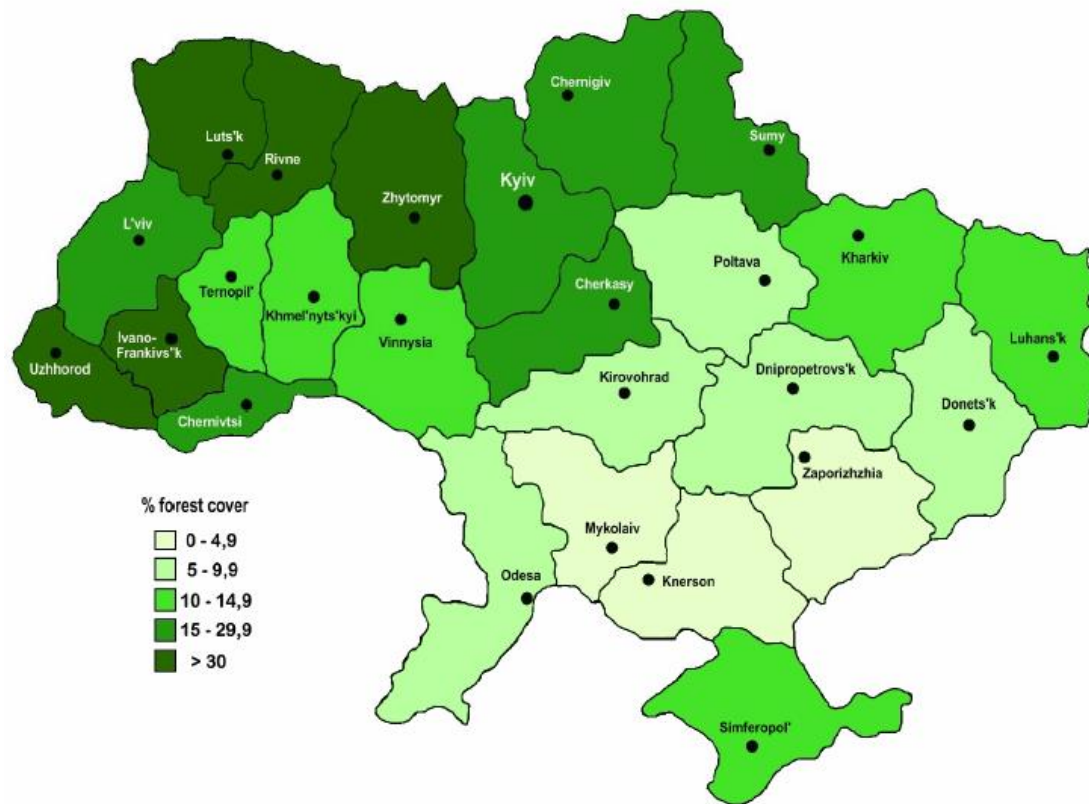 Chernigiv
Sumy
Luts'k
Rivne
Kyiv
Zhytomyr
L'viv
Kharkiv
Poltava
Ternopil'
Cherkasy
Khmel'nyts'kyi
Vinnysia
Ivano-
Frankivs'k
Uzhhorod
Luhans'k
Kirovohrad
Dnipropetrovs'k
Donets'k
Chernivtsi
Zaporizhzhia
% forest cover
0 - 4,9
5 - 9,9
10 - 14,9
15 - 29,9
> 30
Mykolaiv
Odesa
Knerson
Simferopol'